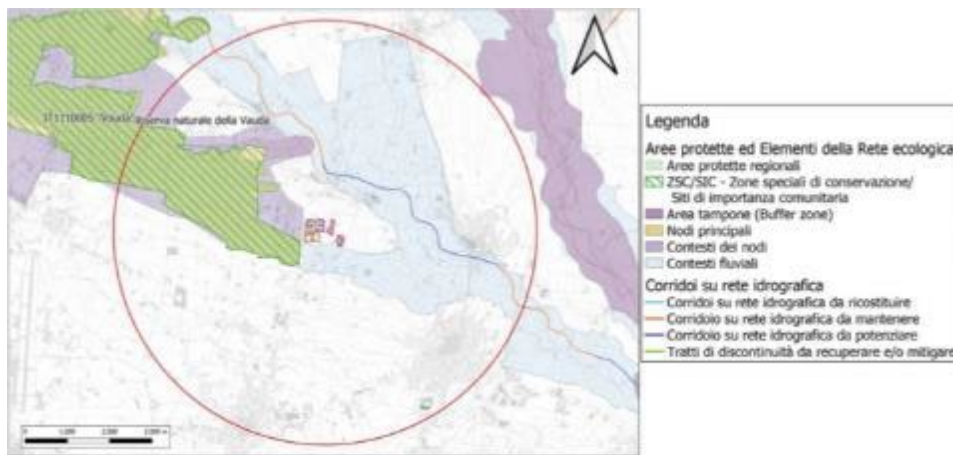 "Vauda" Riserva naturale della Vauda
Legenda
Aree protette ed Elementi della Rete ecologica
Aree protette regionali
ZSC/SIC - Zone speciali di conservazione/
Siti di importanza comunitaria
Area tampone (Buffer zone)
Nodi principali
Contesti dei nodi
Contesti fluviali
Corridoi su rete idrografica
Corridoi su rete idrografica da ricostituire
Corridoio su rete idrografica da mantenere
Corridoio su rete idrografica da potenziare
Tratti di discontinuità da recuperare e/o mitigare
0